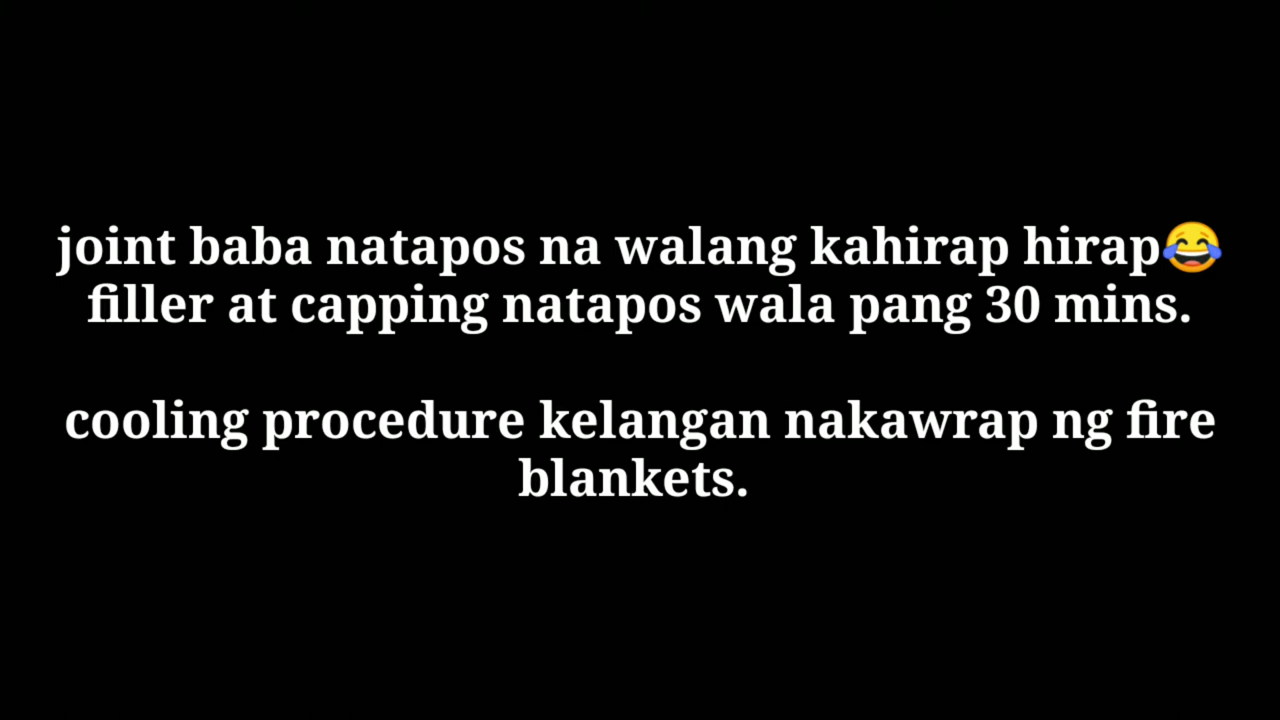 joint baba natapos na walang kahirap hirap😂
filler at capping natapos wala pang 30 mins.
cooling procedure kelangan nakawrap ng fire
blankets.